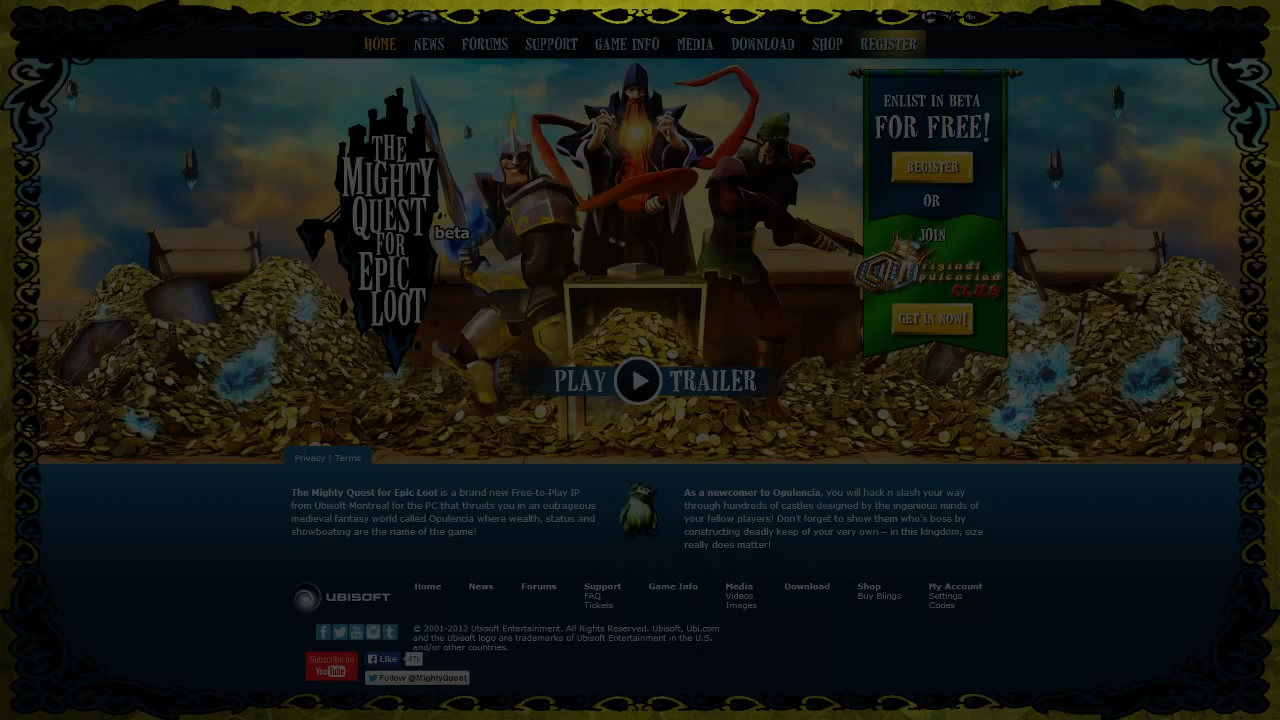 HOME NEWS FORUMS SUPPORT GAME INFO MEDIA DOWNLOAD SHOP REGISTER
THE
MIGHTY
QUEST
FOR
EPIC
LOOT
TM
beta
ENLIST IN BETA
FOR FREE!
REGISTER
OR
JOIN
Original
Opulencian
CLUB
GET IN NOW!
PLAY TRAILER
Privacy | Terms
The Mighty Quest for Epic Loot is a brand new Free-to-Play IP
from Ubisoft Montreal for the PC that thrusts you in an outrageous
medieval fantasy world called Opulencia where wealth, status and
showboating are the name of the game!
As a newcomer to Opulencia, you will hack n slash your way
through hundreds of castles designed by the ingenious minds of
your fellow players! Don't forget to show them who's boss by
constructing deadly keep of your very own – in this kingdom, size
really does matter!
UBISOFT
Home News Forums Support Game Info Media Download Shop My Account
FAQ Videos Buy Blings Settings
Tickets Images Codes
© 2001-2012 Ubisoft Entertainment. All Rights Reserved. Ubisoft, Ubi.com
and the Ubisoft logo are trademarks of Ubisoft Entertainment in the U.S.
and/or other countries.
Subscribe on
YouTube
Like 47k
Follow @MightyQuest